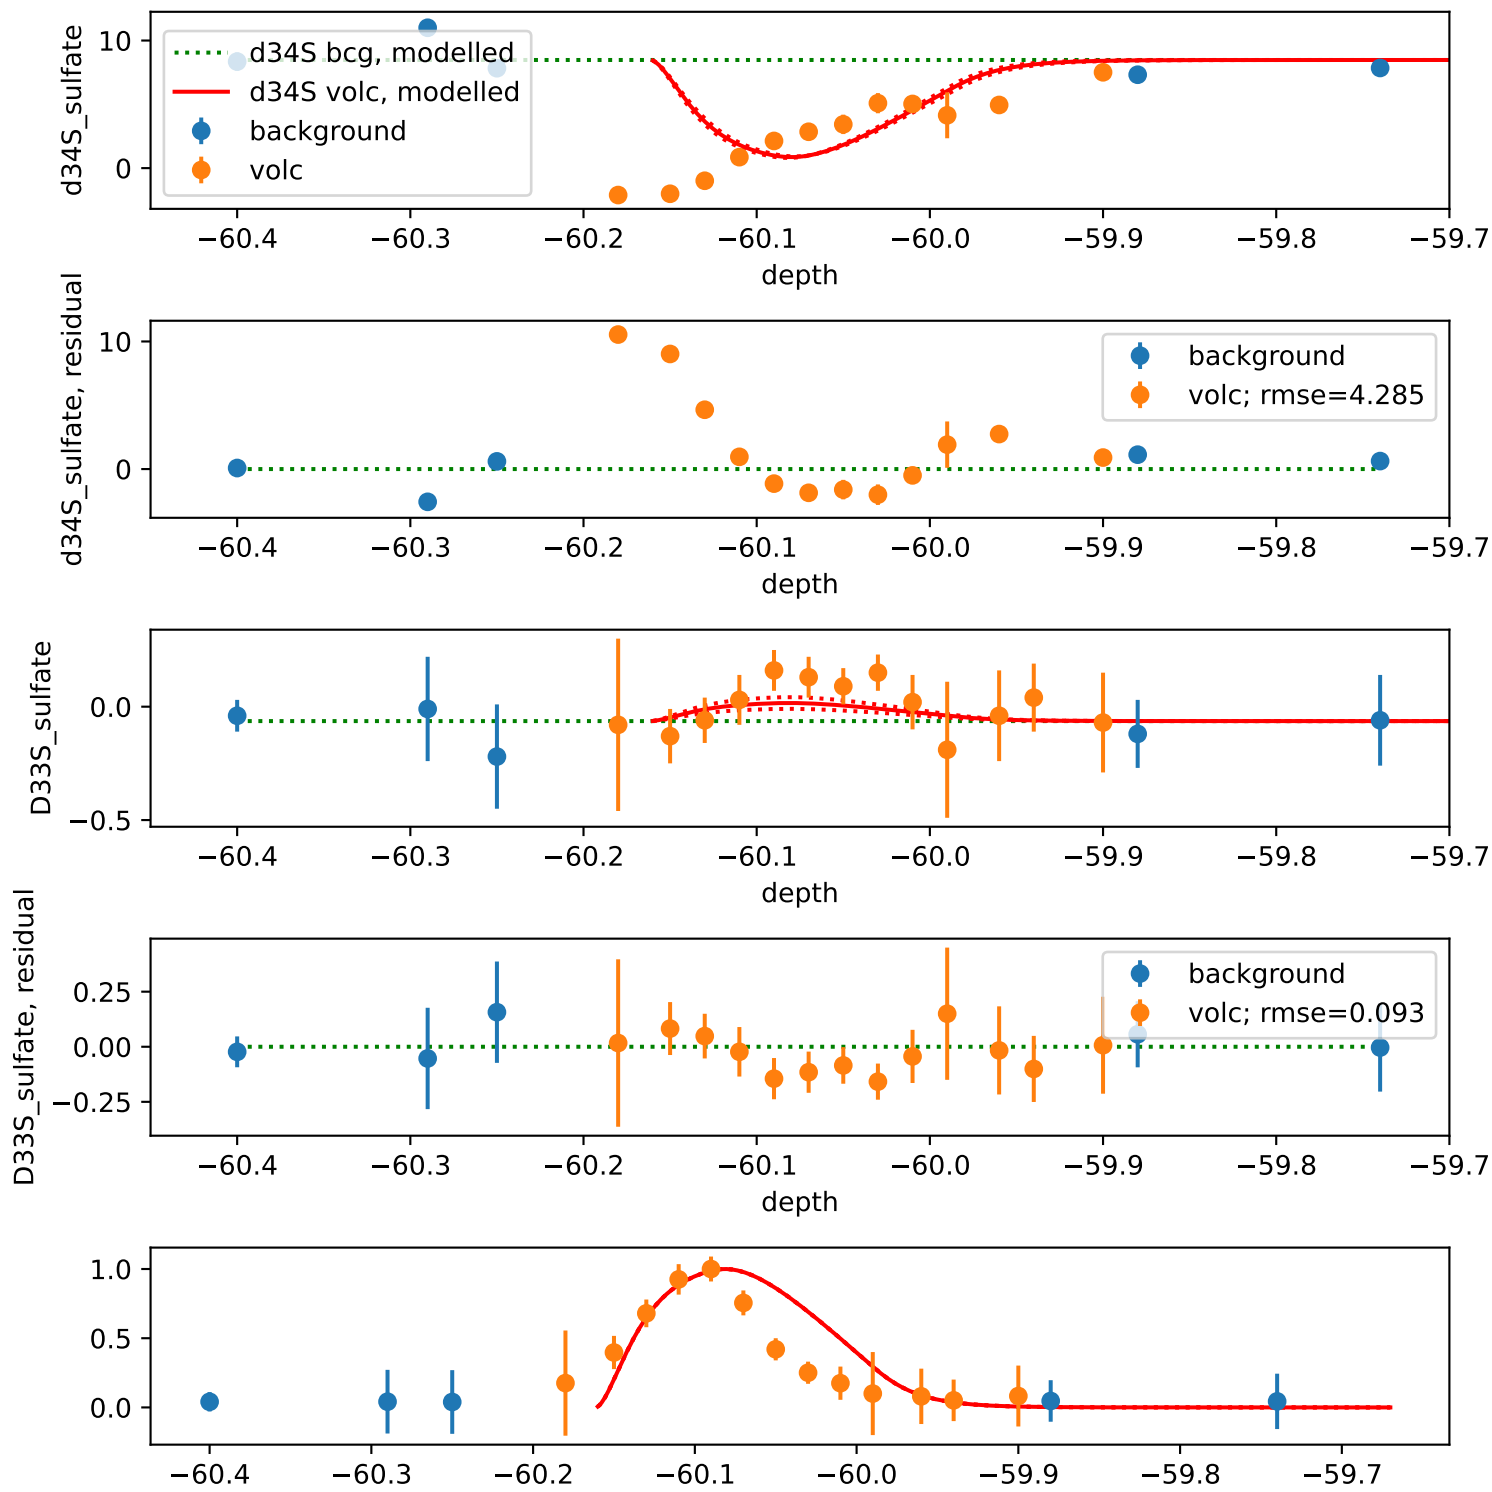 d34S_sulfate
10
0
d34S bcg, modelled
d34S volc, modelled
background
volc
−60.4 −60.3 −60.2 −60.1 −60.0 −59.9 −59.8 −59.7
depth
d34S_sulfate, residual
10
0
background
volc; rmse=4.285
−60.4 −60.3 −60.2 −60.1 −60.0 −59.9 −59.8 −59.7
depth
D33S_sulfate
0.0
−0.5
−60.4 −60.3 −60.2 −60.1 −60.0 −59.9 −59.8 −59.7
depth
D33S_sulfate, residual
0.25
0.00
−0.25
background
volc; rmse=0.093
−60.4 −60.3 −60.2 −60.1 −60.0 −59.9 −59.8 −59.7
depth
1.0
0.5
0.0
−60.4 −60.3 −60.2 −60.1 −60.0 −59.9 −59.8 −59.7